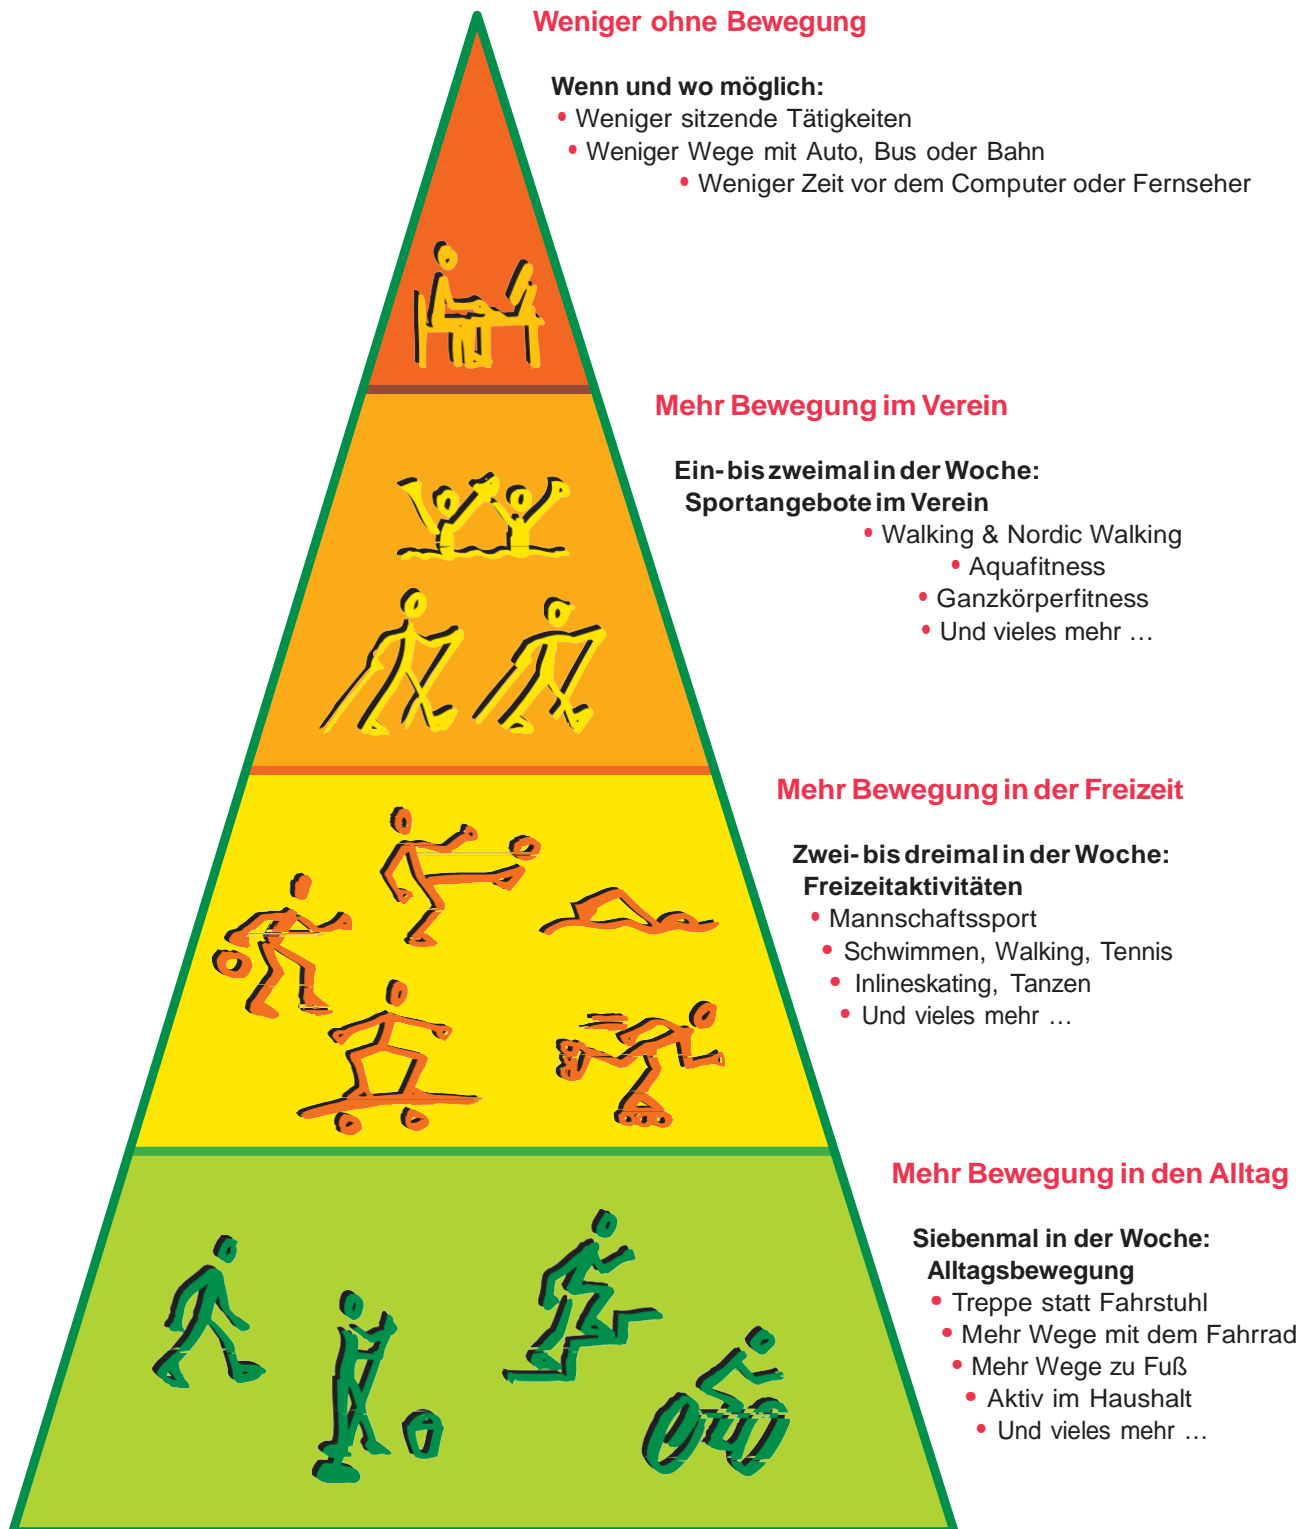 Weniger ohne Bewegung
Wenn und wo möglich:
• Weniger sitzende Tätigkeiten
• Weniger Wege mit Auto, Bus oder Bahn
• Weniger Zeit vor dem Computer oder Fernseher
Mehr Bewegung im Verein
Ein- bis zweimal in der Woche:
Sportangebote im Verein
• Walking & Nordic Walking
• Aquafitness
• Ganzkörperfitness
• Und vieles mehr …
Mehr Bewegung in der Freizeit
Zwei- bis dreimal in der Woche:
Freizeitaktivitäten
• Mannschaftssport
• Schwimmen, Walking, Tennis
• Inlineskating, Tanzen
• Und vieles mehr …
Mehr Bewegung in den Alltag
Siebenmal in der Woche:
Alltagsbewegung
• Treppe statt Fahrstuhl
• Mehr Wege mit dem Fahrrad
• Mehr Wege zu Fuß
• Aktiv im Haushalt
• Und vieles mehr …